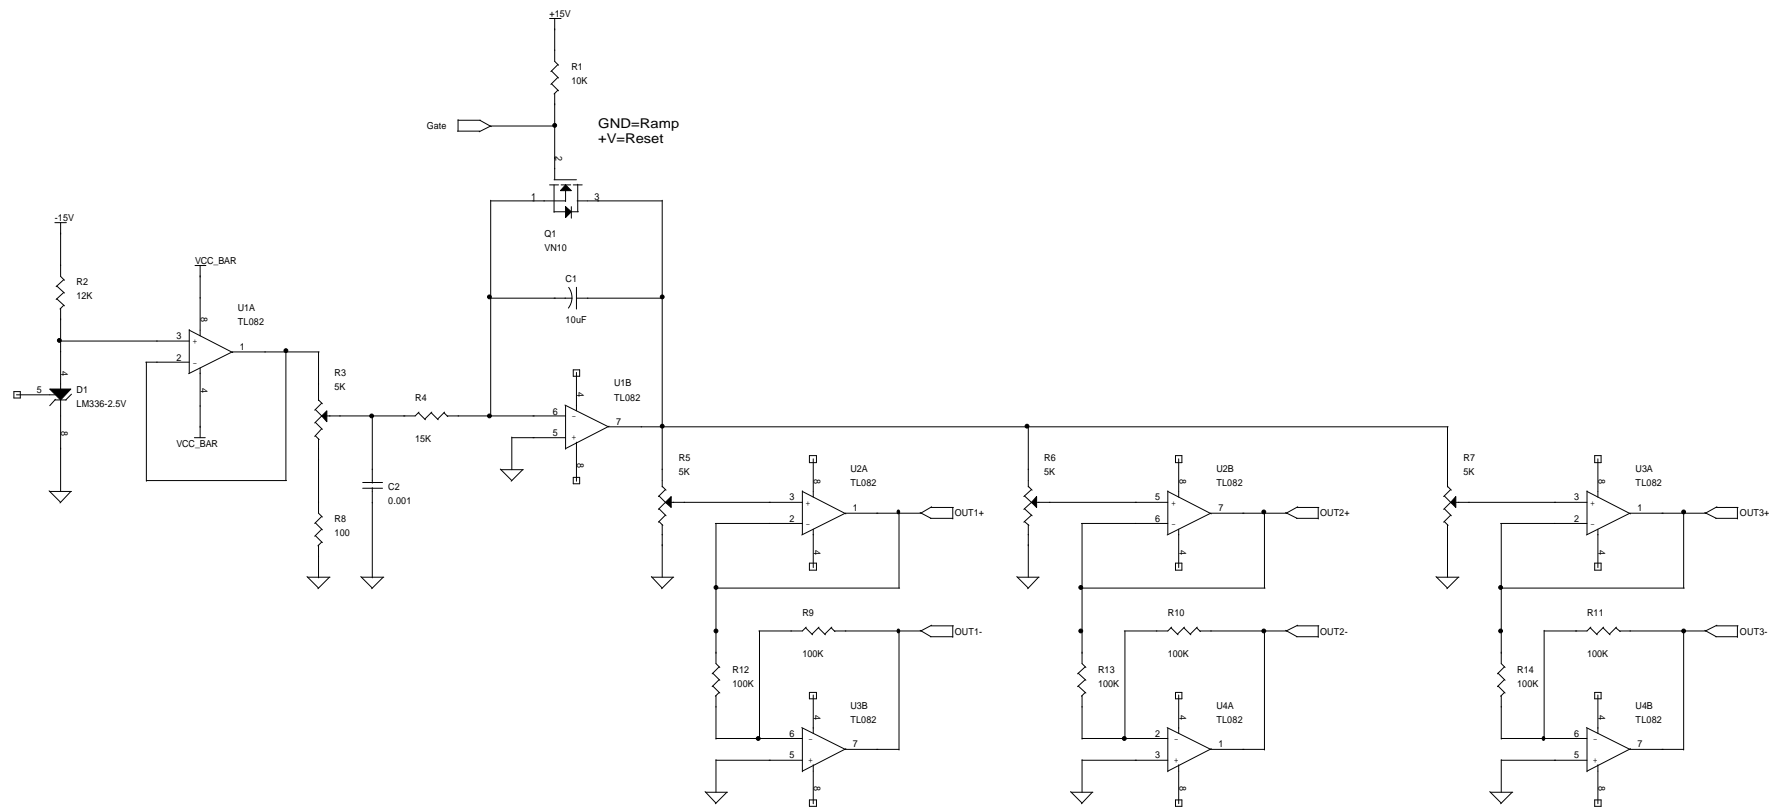 +15V
R1
10K
Gate
GND=Ramp
+V=Reset
2
1
3
Q1
VN10
-15V
R2
12K
VCC_BAR
8
U1A
TL082
3
+
2
-
1
4
VCC_BAR
4
5
D1
LM336-2.5V
8
C1
10uF
R3
5K
R4
15K
4
U1B
TL082
6
-
5
+
7
8
C2
0.001
R8
100
R5
5K
8
U2A
TL082
3
+
2
-
1
4
OUT1+
R6
5K
8
U2B
TL082
5
+
6
-
7
4
OUT2+
R7
5K
8
U3A
TL082
3
+
2
-
1
4
OUT3+
R9
100K
OUT1-
R12
100K
4
U3B
TL082
6
-
5
+
7
8
R10
100K
OUT2-
R13
100K
4
U4A
TL082
2
-
3
+
1
8
R11
100K
OUT3-
R14
100K
4
U4B
TL082
6
-
5
+
7
8